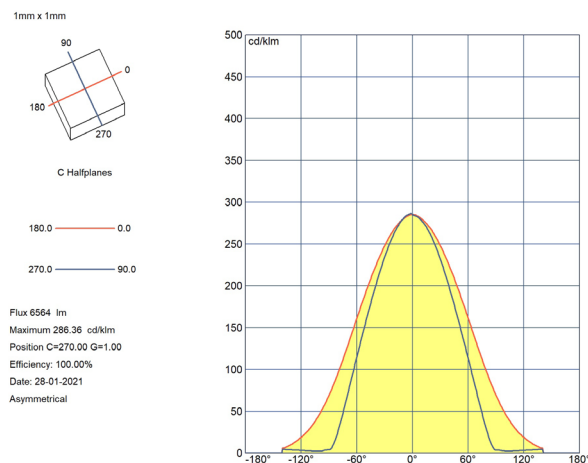 1mm x 1mm
90
0
180
270
C Halfplanes
180.0 0.0
270.0 90.0
Flux 6564 lm
Maximum 286.36 cd/klm
Position C=270.00 G=1.00
Efficiency: 100.00%
Date: 28-01-2021
Asymmetrical
cd/klm
500
450
400
350
300
250
200
150
100
50
0
-180° -120° -60° 0° 60° 120° 180°